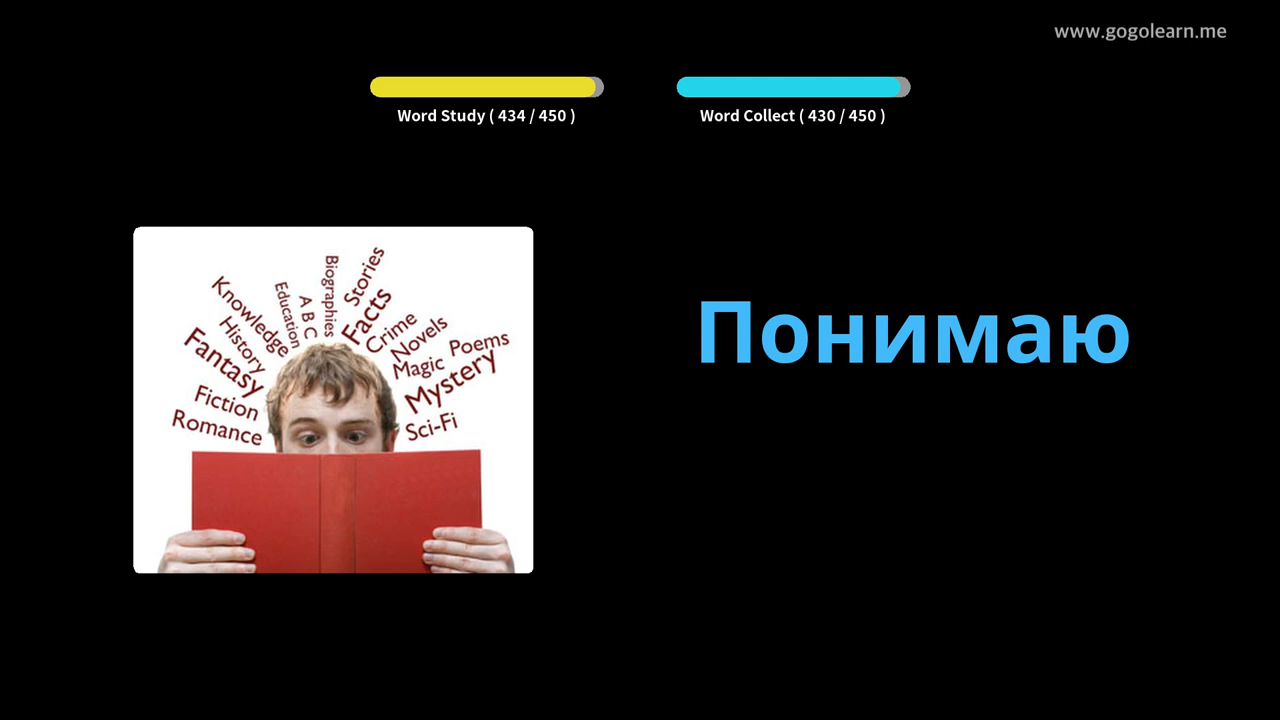 www.gogolearn.me
Word Study ( 434 / 450 )
Word Collect ( 430 / 450 )
Понимаю
Stories
Biographies
Facts
Education
A B C
Knowledge
Crime
History
Novels
Poems
Fantasy
Magic
Mystery
Fiction
Romance
Sci-Fi